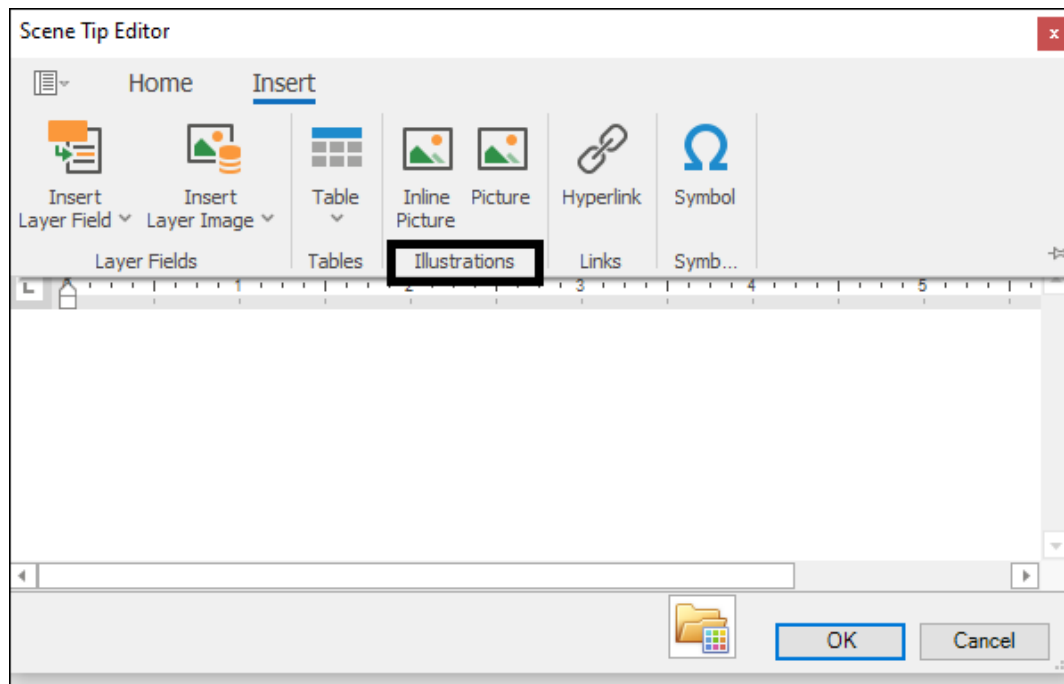 Scene Tip Editor
x
Home Insert
Insert Layer Field
Insert Layer Image
Table
Inline Picture
Picture
Hyperlink
Symbol
Layer Fields Tables Illustrations Links Symb...
L
1 2 3 4 5
OK Cancel